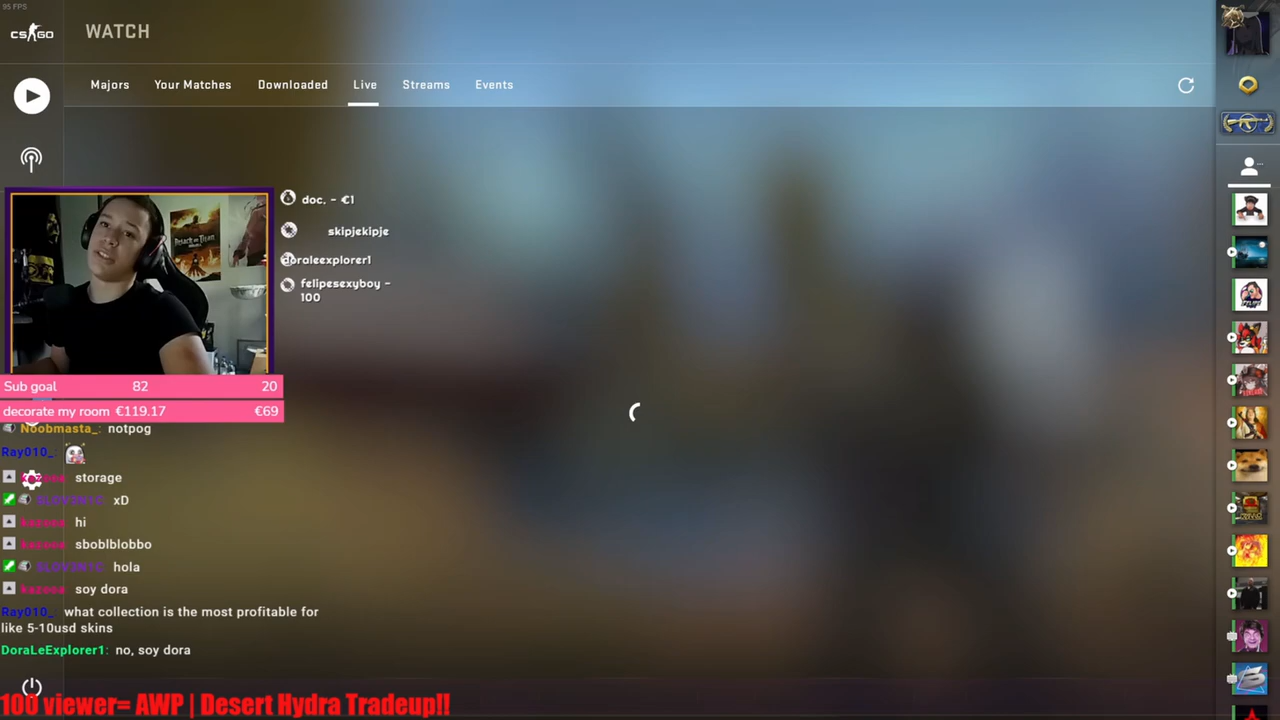 95 FPS
CS:GO
WATCH
Majors
Your Matches
Downloaded
Live
Streams
Events
doc. - €1
skipjekipje
doraleexplorer1
felipesexyboy -
100
Sub goal 82 20
decorate my room €119.17 €69
Noobmasta_: notpog
Ray010_:
storage
xD
hi
sboblblobbo
hola
soy dora
Ray010_: what collection is the most profitable for
like 5-10usd skins
DoraLeExplorer1: no, soy dora
100 viewer= AWP | Desert Hydra Tradeup!!